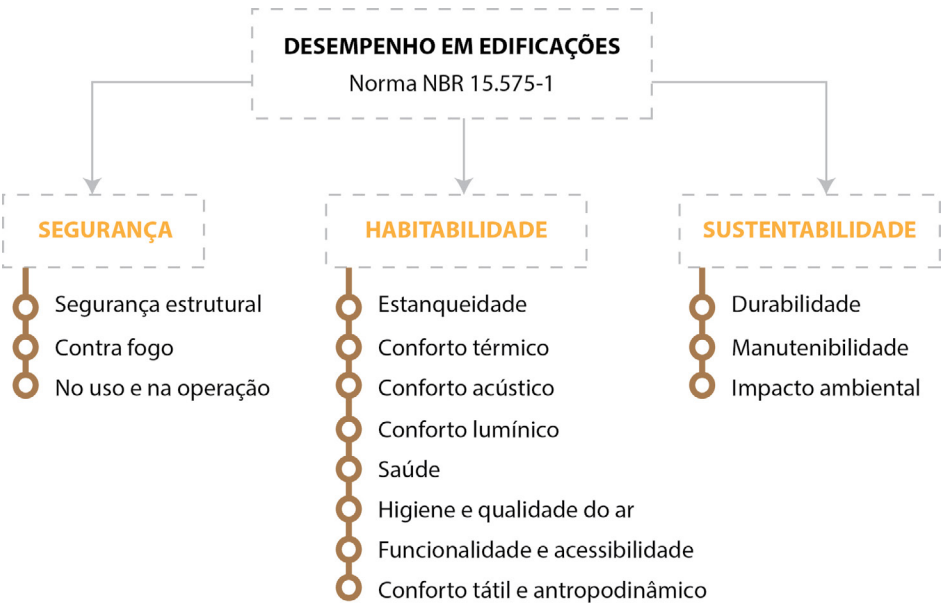 DESEMPENHO EM EDIFICAÇÕES
Norma NBR 15.575-1
SEGURANÇA
Segurança estrutural
Contra fogo
No uso e na operação
HABITABILIDADE
Estanqueidade
Conforto térmico
Conforto acústico
Conforto lumínico
Saúde
Higiene e qualidade do ar
Funcionalidade e acessibilidade
Conforto tátil e antropodinâmico
SUSTENTABILIDADE
Durabilidade
Manutenibilidade
Impacto ambiental